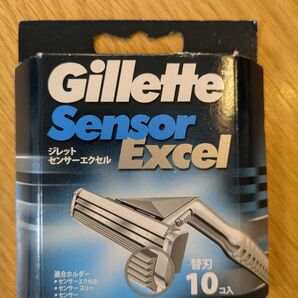 Gillette
Sensor
Excel
ジレット
センサーエクセル
適合ホルダー
• センサーエクセル
• センサー スリー
• センサー
替刃
10コ入